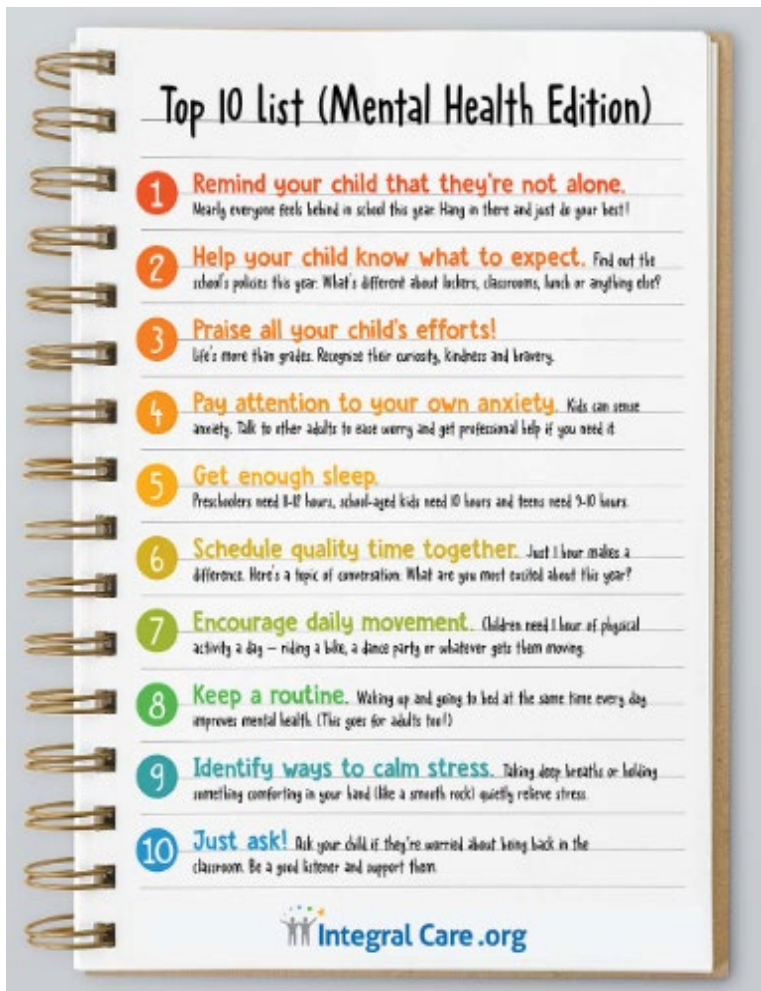 Top 10 List (Mental Health Edition)
1 Remind your child that they're not alone.
Nearly everyone feels behind in school this year. Hang in there and just do your best!
2 Help your child know what to expect. Find out the
school's policies this year. What's different about lockers, classrooms, lunch or anything else?
3 Praise all your child's efforts!
Life's more than grades. Recognize their curiosity, kindness and bravery.
4 Pay attention to your own anxiety. Kids can sense
anxiety. Talk to other adults to ease worry and get professional help if you need it.
5 Get enough sleep.
Preschoolers need 11-12 hours, school-aged kids need 10 hours and teens need 9-10 hours.
6 Schedule quality time together. Just 1 hour makes a
difference. Here's a topic of conversation. What are you most excited about this year?
7 Encourage daily movement. Children need 1 hour of physical
activity a day – riding a bike, a dance party or whatever gets them moving.
8 Keep a routine. Waking up and going to bed at the same time every day
improves mental health. (This goes for adults too!)
9 Identify ways to calm stress. Taking deep breaths or holding
something comforting in your hand (like a smooth rock) quietly relieve stress.
10 Just ask! Ask your child if they're worried about being back in the
classroom. Be a good listener and support them.
Integral Care.org